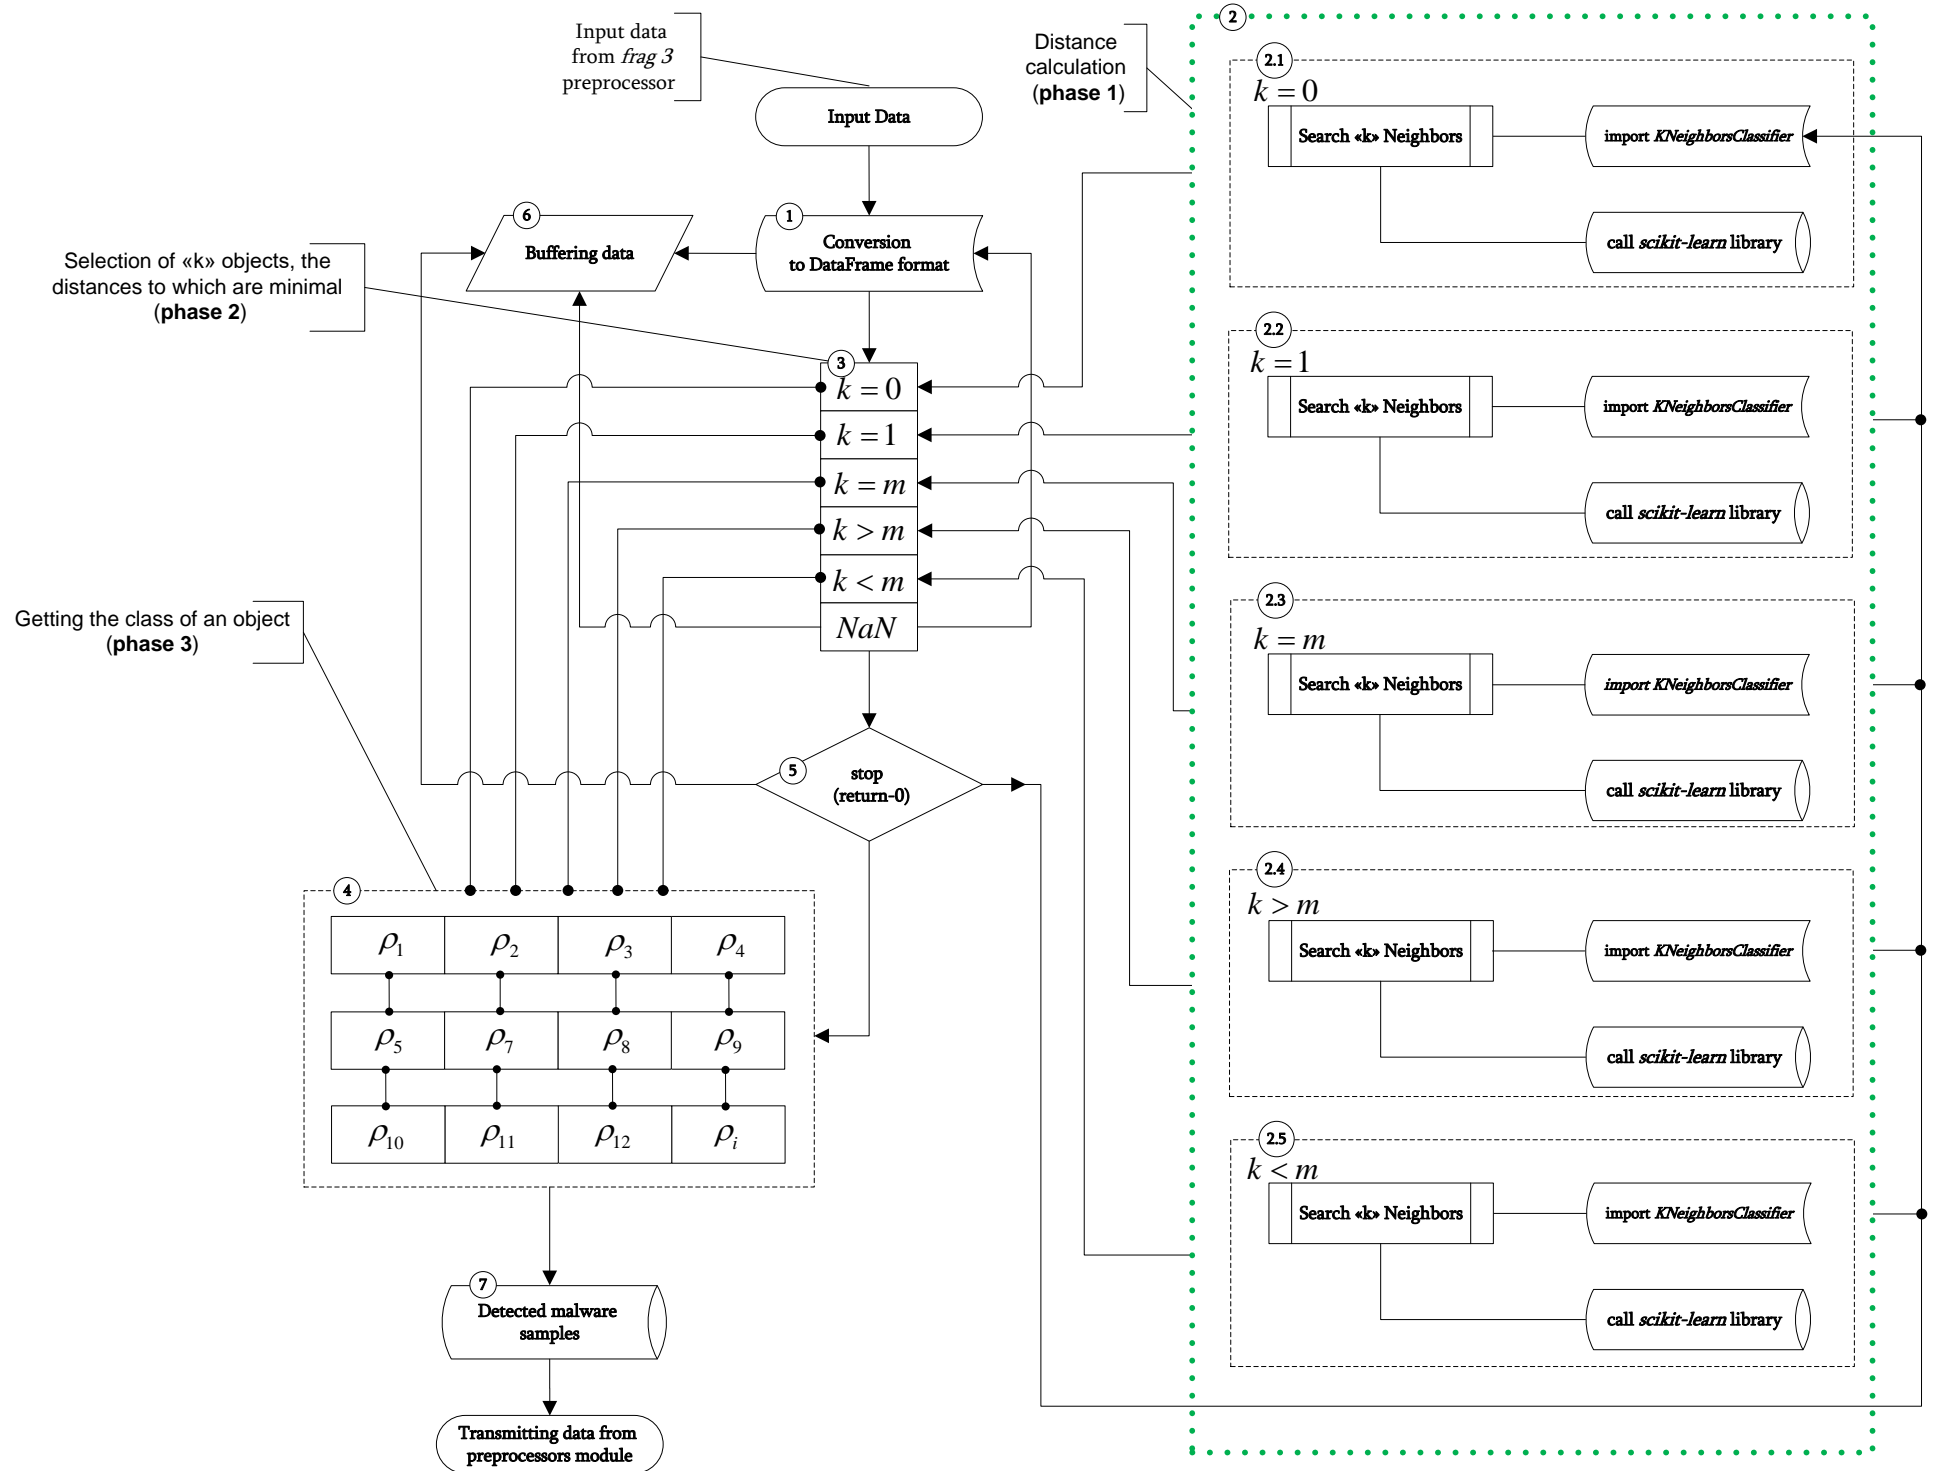 Input data
from frag 3
preprocessor
Input Data
6
Buffering data
1
Conversion
to DataFrame format
Selection of «k» objects, the
distances to which are minimal
(phase 2)
3
k = 0
k = 1
k = m
k > m
k < m
NaN
Getting the class of an object
(phase 3)
5
stop
(return-0)
4
ρ1 ρ2 ρ3 ρ4
ρ5 ρ7 ρ8 ρ9
ρ10 ρ11 ρ12 ρi
7
Detected malware
samples
Transmitting data from
preprocessors module
Distance
calculation
(phase 1)
2
2.1
k = 0
Search «k» Neighbors
import KNeighborsClassifier
call scikit-learn library
2.2
k = 1
Search «k» Neighbors
import KNeighborsClassifier
call scikit-learn library
2.3
k = m
Search «k» Neighbors
import KNeighborsClassifier
call scikit-learn library
2.4
k > m
Search «k» Neighbors
import KNeighborsClassifier
call scikit-learn library
2.5
k < m
Search «k» Neighbors
import KNeighborsClassifier
call scikit-learn library